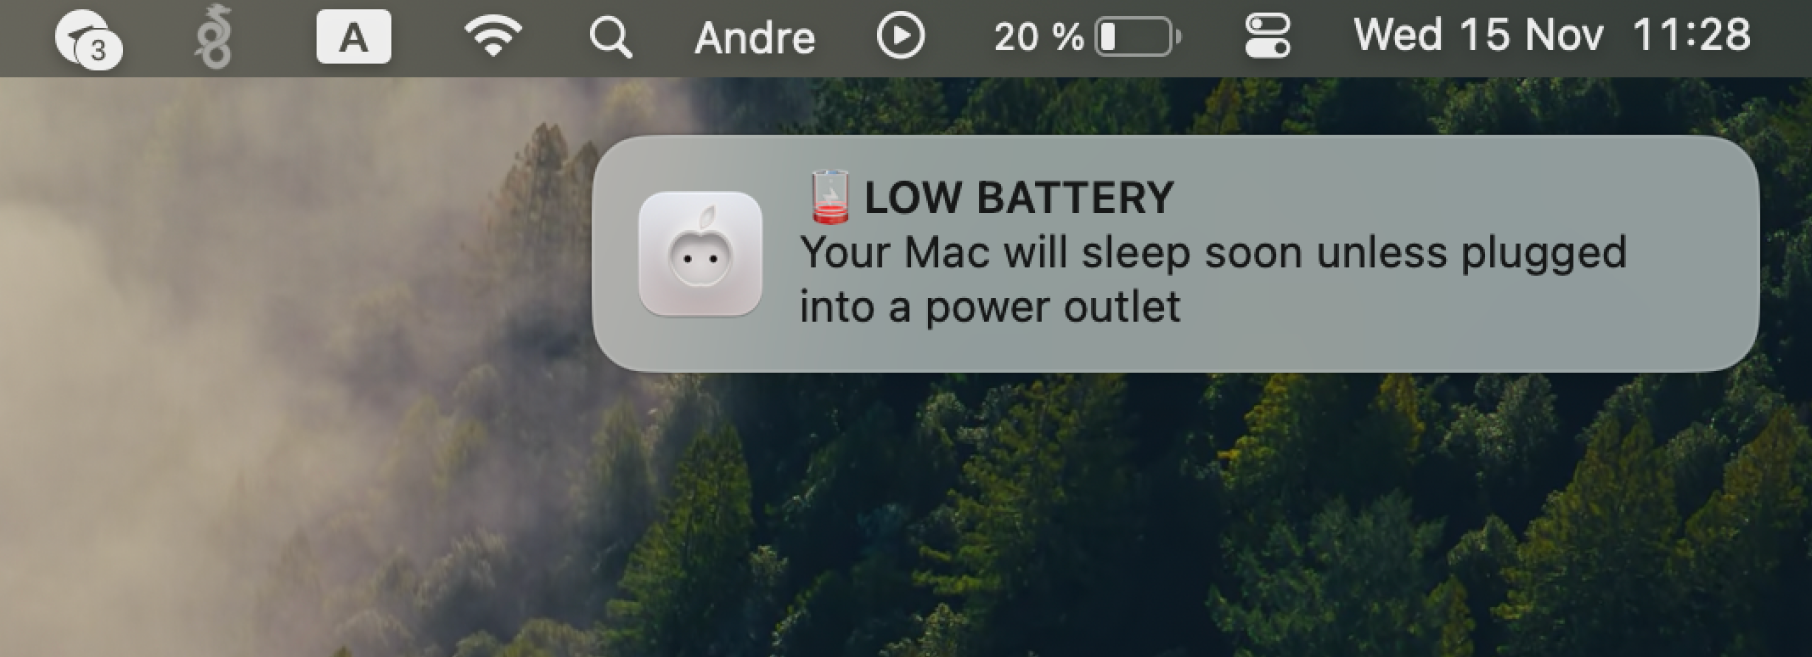 3 A Andre 20 % Wed 15 Nov 11:28
LOW BATTERY
Your Mac will sleep soon unless plugged
into a power outlet